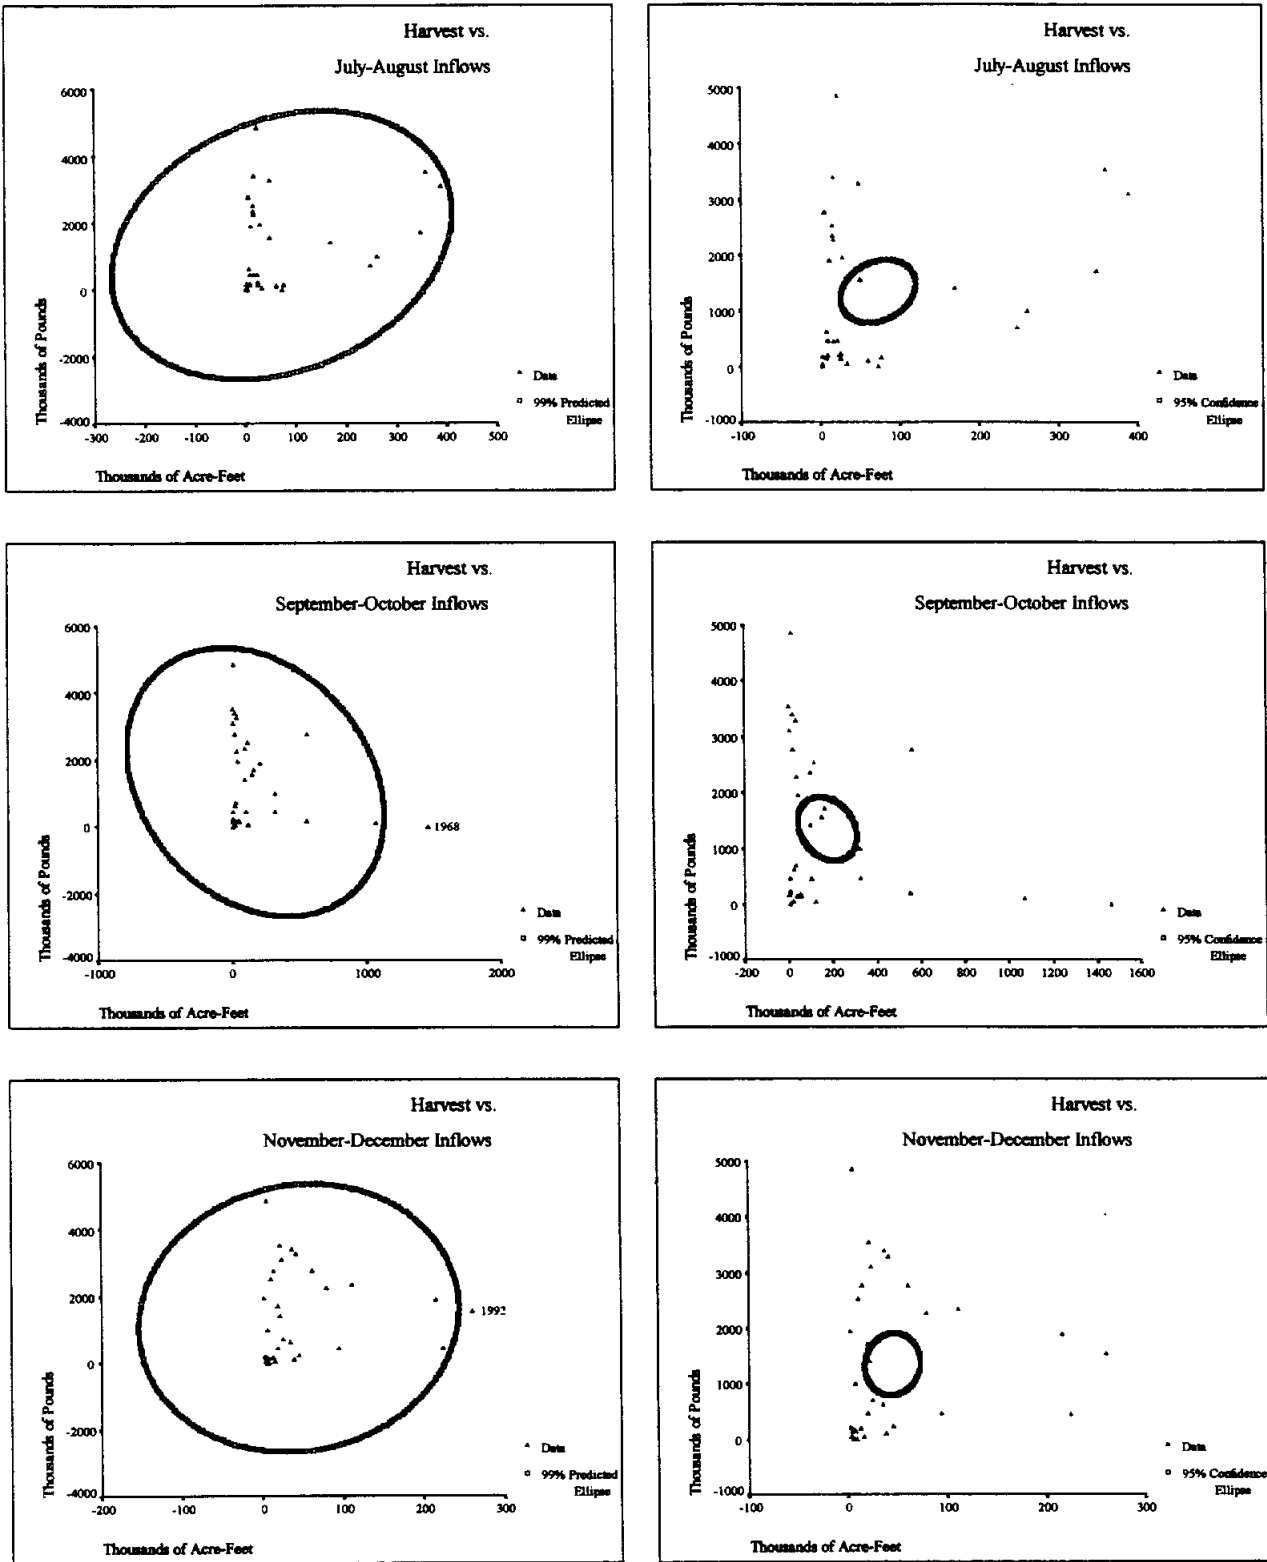 Harvest vs.
July-August Inflows
6000
4000
2000
0
-2000
-4000
Thousands of Pounds
-300 -200 -100 0 100 200 300 400 500
Thousands of Acre-Feet
Data
99% Predicted
Ellipse
Harvest vs.
July-August Inflows
5000
4000
3000
2000
1000
0
-1000
Thousands of Pounds
-100 0 100 200 300 400
Thousands of Acre-Feet
Data
95% Confidence
Ellipse
Harvest vs.
September-October Inflows
6000
4000
2000
0
-2000
-4000
Thousands of Pounds
1968
-1000 0 1000 2000
Thousands of Acre-Feet
Data
99% Predicted
Ellipse
Harvest vs.
September-October Inflows
5000
4000
3000
2000
1000
0
-1000
Thousands of Pounds
-200 0 200 400 600 800 1000 1200 1400 1600
Thousands of Acre-Feet
Data
95% Confidence
Ellipse
Harvest vs.
November-December Inflows
6000
4000
2000
0
-2000
-4000
Thousands of Pounds
1992
-200 -100 0 100 200 300
Thousands of Acre-Feet
Data
99% Predicted
Ellipse
Harvest vs.
November-December Inflows
5000
4000
3000
2000
1000
0
-1000
Thousands of Pounds
0 100 200 300
Thousands of Acre-Feet
Data
95% Confidence
Ellipse